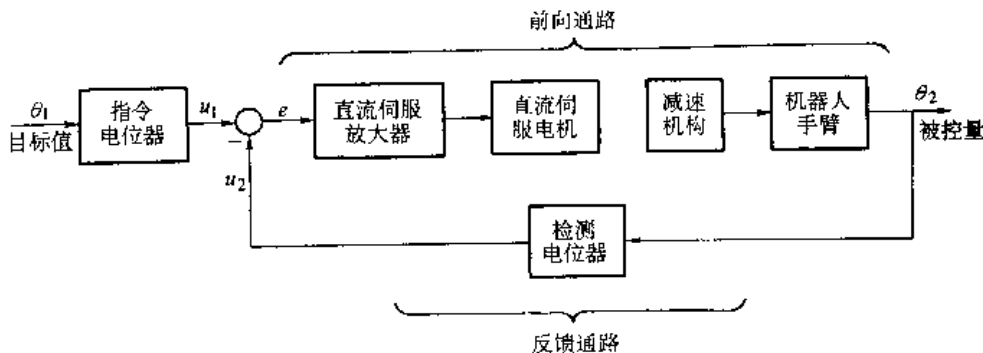 前向通路
θ₁
目标值
指令
电位器
u₁
−
e
直流伺服
放大器
直流伺
服电机
减速
机构
机器人
手臂
θ₂
被控量
u₂
检测
电位器
反馈通路